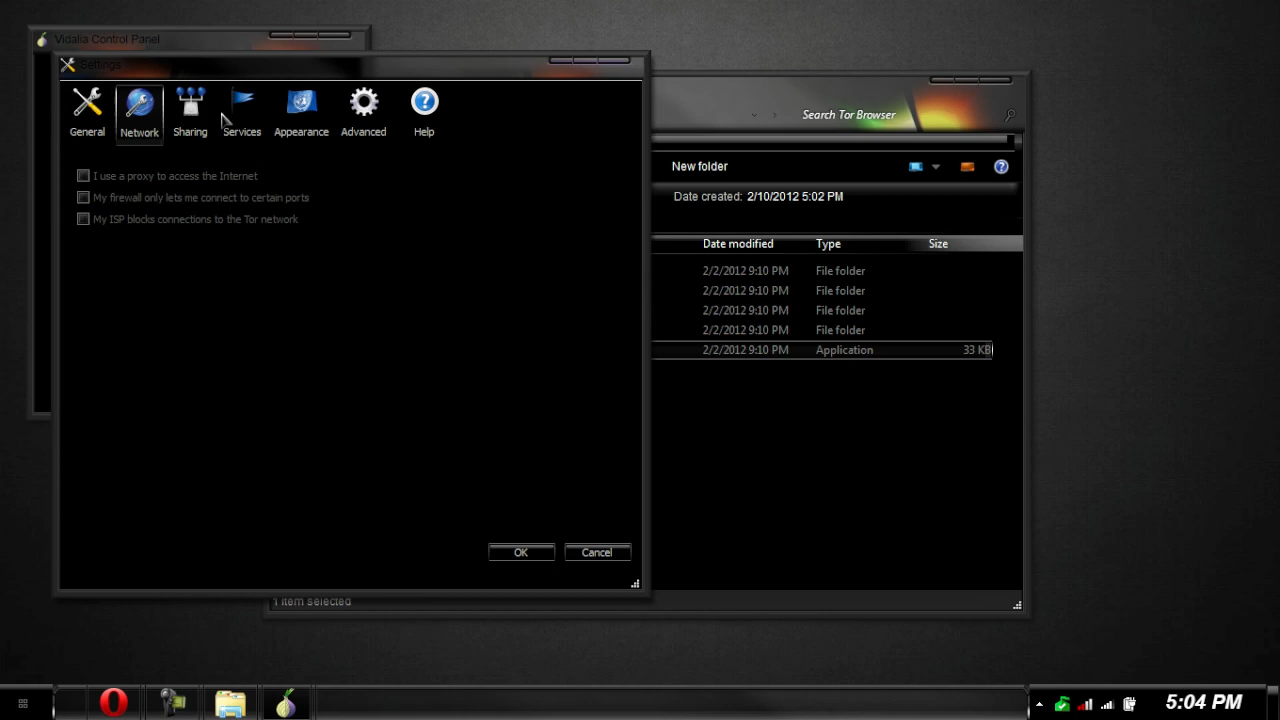 Vidalia Control Panel
Settings
General
Network
Sharing
Services
Appearance
Advanced
Help
I use a proxy to access the Internet
My firewall only lets me connect to certain ports
My ISP blocks connections to the Tor network
OK
Cancel
Search Tor Browser
New folder
Date created: 2/10/2012 5:02 PM
Date modified Type Size
2/2/2012 9:10 PM File folder
2/2/2012 9:10 PM File folder
2/2/2012 9:10 PM File folder
2/2/2012 9:10 PM File folder
2/2/2012 9:10 PM Application 33 KB
1 item selected
5:04 PM